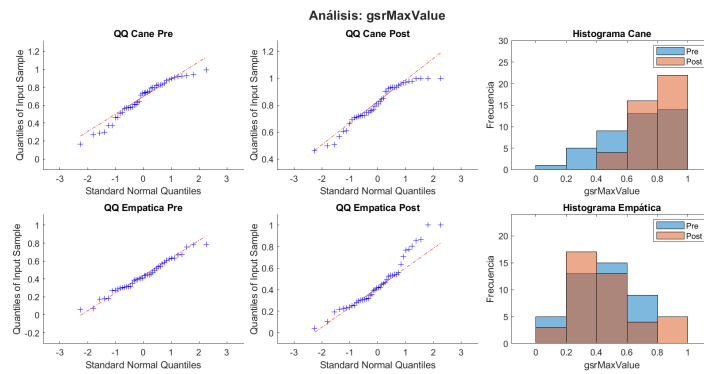 Análisis: gsrMaxValue
QQ Cane Pre
Quantiles of Input Sample
1.2
1
0.8
0.6
0.4
0.2
0
-3 -2 -1 0 1 2 3
Standard Normal Quantiles
QQ Cane Post
Quantiles of Input Sample
1.2
1
0.8
0.6
0.4
-3 -2 -1 0 1 2 3
Standard Normal Quantiles
Histograma Cane
Frecuencia
30
25
20
15
10
5
0
Pre
Post
0 0.2 0.4 0.6 0.8 1
gsrMaxValue
QQ Empatica Pre
Quantiles of Input Sample
1
0.8
0.6
0.4
0.2
0
-0.2
-3 -2 -1 0 1 2 3
Standard Normal Quantiles
QQ Empatica Post
Quantiles of Input Sample
1
0.8
0.6
0.4
0.2
0
-3 -2 -1 0 1 2 3
Standard Normal Quantiles
Histograma Empática
Frecuencia
20
15
10
5
0
Pre
Post
0 0.2 0.4 0.6 0.8 1
gsrMaxValue